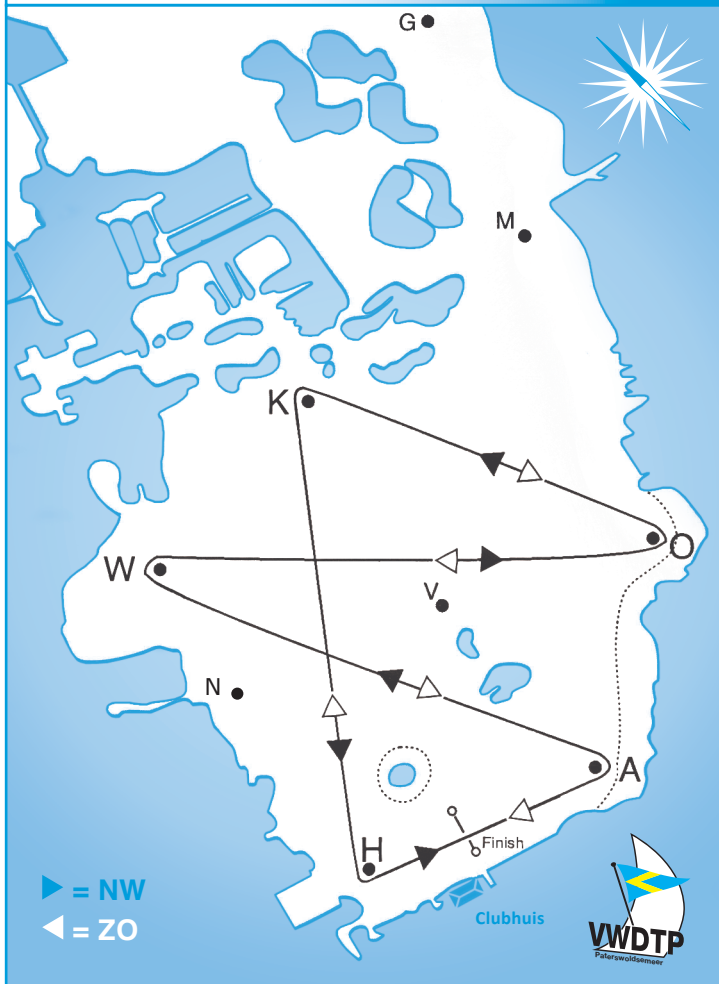 G
M
K
O
W
V
N
A
Finish
H
= NW
= ZO
Clubhuis
VWDTP
Paterswoldsemeer